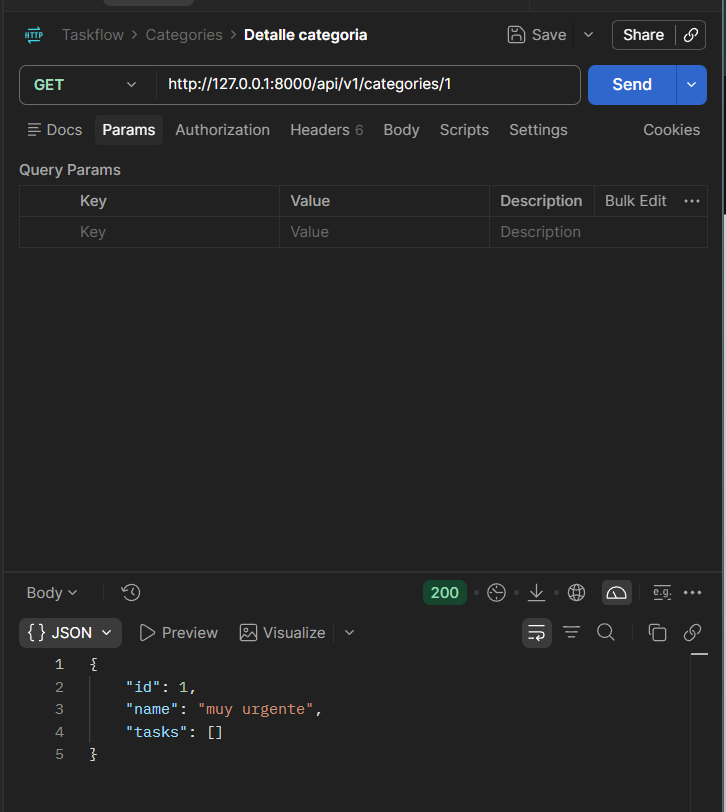 HTTP Taskflow > Categories > Detalle categoria Save Share
GET http://127.0.0.1:8000/api/v1/categories/1 Send
Docs Params Authorization Headers 6 Body Scripts Settings Cookies
Query Params
Key Value Description Bulk Edit
Key Value Description
Body 200 e.g.
{} JSON Preview Visualize
1 {
2 "id": 1,
3 "name": "muy urgente",
4 "tasks": []
5 }